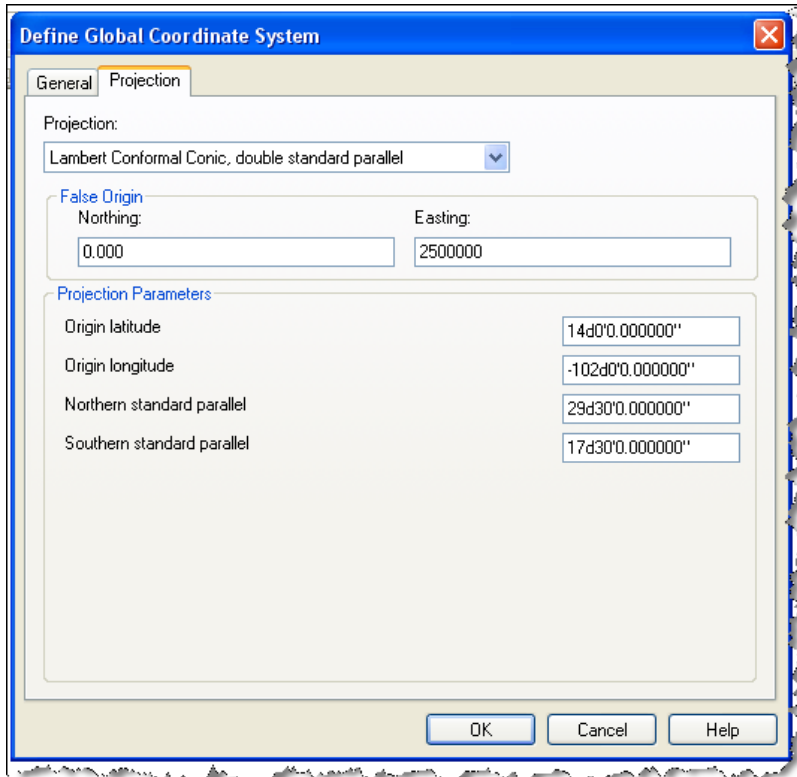 Define Global Coordinate System
General Projection
Projection:
Lambert Conformal Conic, double standard parallel
False Origin
Northing: Easting:
0.000 2500000
Projection Parameters
Origin latitude 14d0'0.000000"
Origin longitude -102d0'0.000000"
Northern standard parallel 29d30'0.000000"
Southern standard parallel 17d30'0.000000"
OK Cancel Help